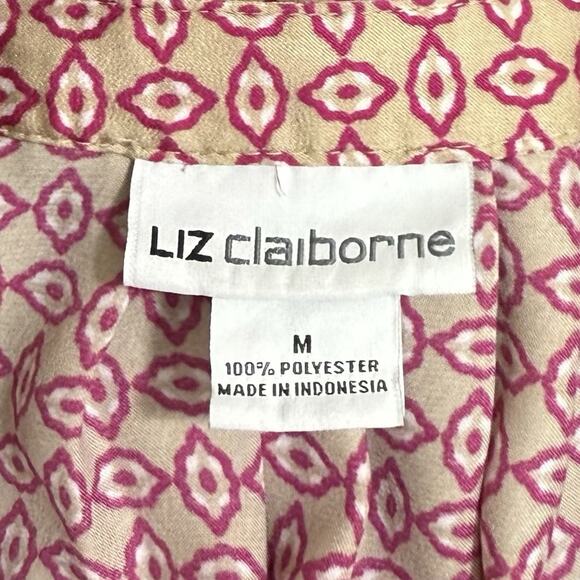 LIZ claiborne
M
100% POLYESTER
MADE IN INDONESIA